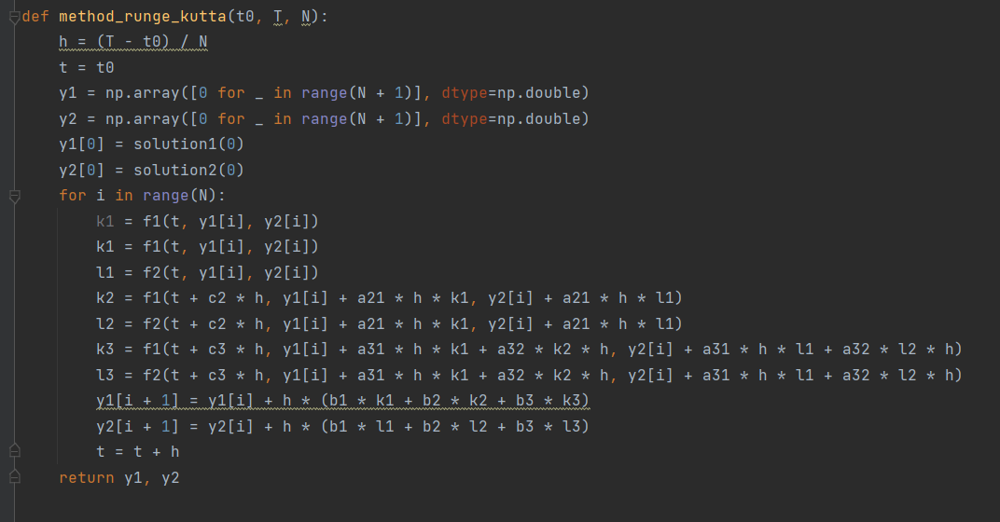 def method_runge_kutta(t0, T, N):
    h = (T - t0) / N
    t = t0
    y1 = np.array([0 for _ in range(N + 1)], dtype=np.double)
    y2 = np.array([0 for _ in range(N + 1)], dtype=np.double)
    y1[0] = solution1(0)
    y2[0] = solution2(0)
    for i in range(N):
        k1 = f1(t, y1[i], y2[i])
        k1 = f1(t, y1[i], y2[i])
        l1 = f2(t, y1[i], y2[i])
        k2 = f1(t + c2 * h, y1[i] + a21 * h * k1, y2[i] + a21 * h * l1)
        l2 = f2(t + c2 * h, y1[i] + a21 * h * k1, y2[i] + a21 * h * l1)
        k3 = f1(t + c3 * h, y1[i] + a31 * h * k1 + a32 * k2 * h, y2[i] + a31 * h * l1 + a32 * l2 * h)
        l3 = f2(t + c3 * h, y1[i] + a31 * h * k1 + a32 * k2 * h, y2[i] + a31 * h * l1 + a32 * l2 * h)
        y1[i + 1] = y1[i] + h * (b1 * k1 + b2 * k2 + b3 * k3)
        y2[i + 1] = y2[i] + h * (b1 * l1 + b2 * l2 + b3 * l3)
        t = t + h
    return y1, y2